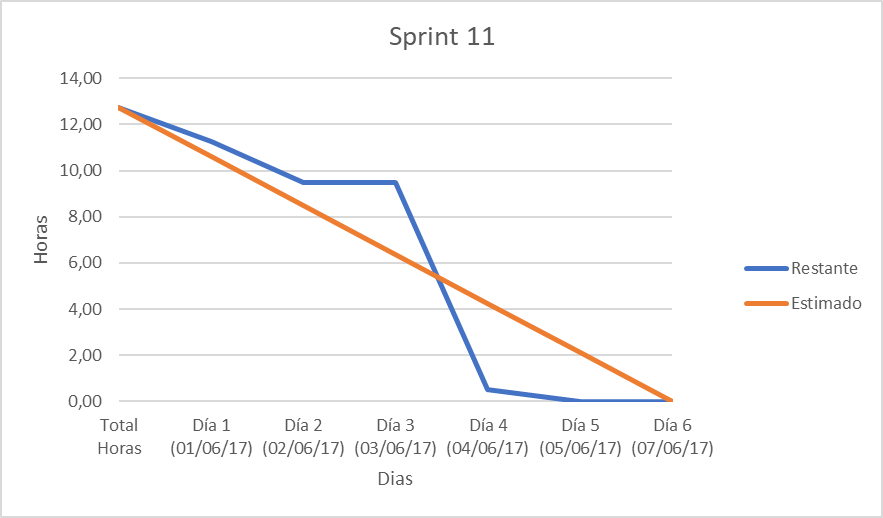 Sprint 11
14,00
12,00
10,00
8,00
6,00
4,00
2,00
0,00
Horas
Total
Horas
Día 1
(01/06/17)
Día 2
(02/06/17)
Día 3
(03/06/17)
Día 4
(04/06/17)
Día 5
(05/06/17)
Día 6
(07/06/17)
Dias
Restante
Estimado